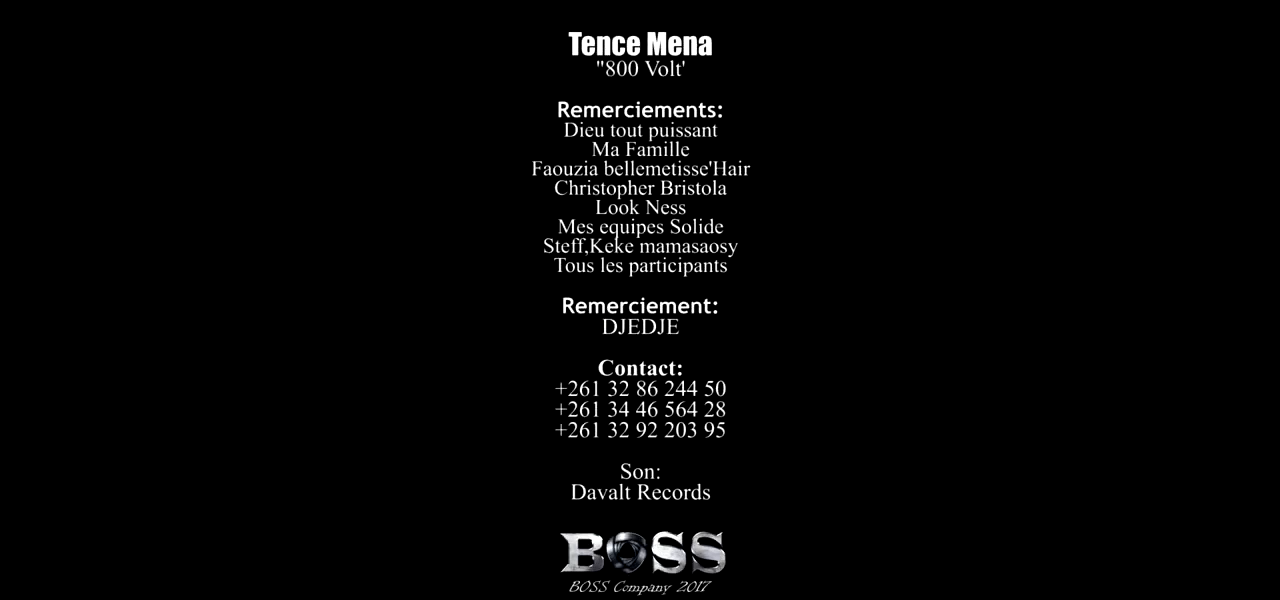 Tence Mena
"800 Volt'
Remerciements:
Dieu tout puissant
Ma Famille
Faouzia bellemetisse'Hair
Christopher Bristola
Look Ness
Mes equipes Solide
Steff,Keke mamasaosy
Tous les participants
Remerciement:
DJEDJE
Contact:
+261 32 86 244 50
+261 34 46 564 28
+261 32 92 203 95
Son:
Davalt Records
BOSS
BOSS Company 2017